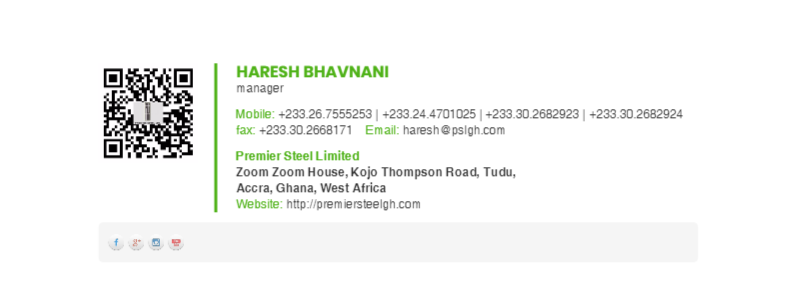 HARESH BHAVNANI
manager
Mobile: +233.26.7555253 | +233.24.4701025 | +233.30.2682923 | +233.30.2682924
fax: +233.30.2668171 Email: haresh@pslgh.com
Premier Steel Limited
Zoom Zoom House, Kojo Thompson Road, Tudu,
Accra, Ghana, West Africa
Website: http://premiersteelgh.com